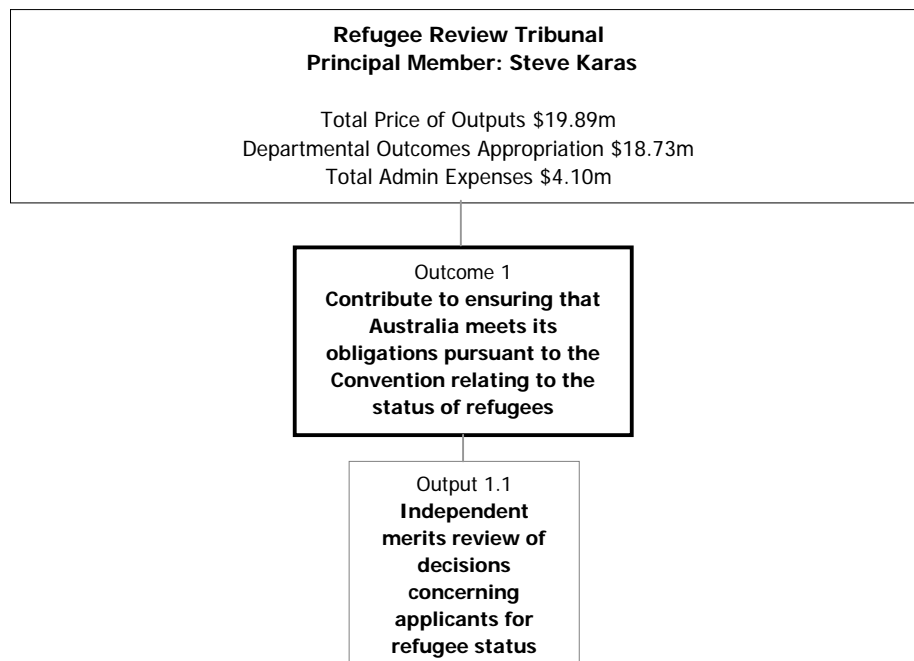 Refugee Review Tribunal
Principal Member: Steve Karas
Total Price of Outputs $19.89m
Departmental Outcomes Appropriation $18.73m
Total Admin Expenses $4.10m
Outcome 1
Contribute to ensuring that
Australia meets its
obligations pursuant to the
Convention relating to the
status of refugees
Output 1.1
Independent
merits review of
decisions
concerning
applicants for
refugee status